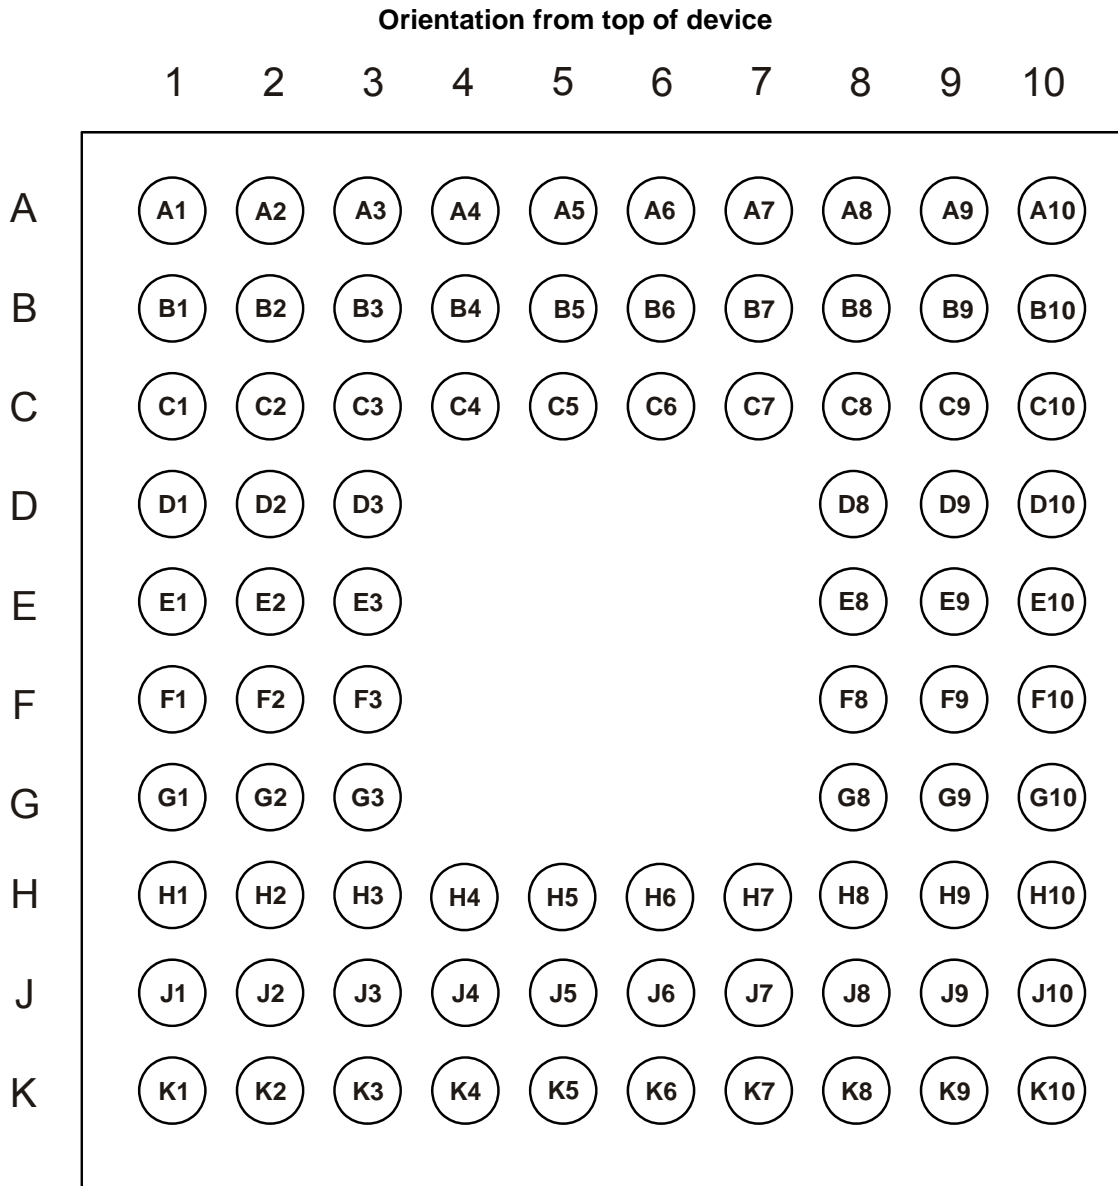 Orientation from top of device
1 2 3 4 5 6 7 8 9 10
A A1 A2 A3 A4 A5 A6 A7 A8 A9 A10
B B1 B2 B3 B4 B5 B6 B7 B8 B9 B10
C C1 C2 C3 C4 C5 C6 C7 C8 C9 C10
D D1 D2 D3 D8 D9 D10
E E1 E2 E3 E8 E9 E10
F F1 F2 F3 F8 F9 F10
G G1 G2 G3 G8 G9 G10
H H1 H2 H3 H4 H5 H6 H7 H8 H9 H10
J J1 J2 J3 J4 J5 J6 J7 J8 J9 J10
K K1 K2 K3 K4 K5 K6 K7 K8 K9 K10